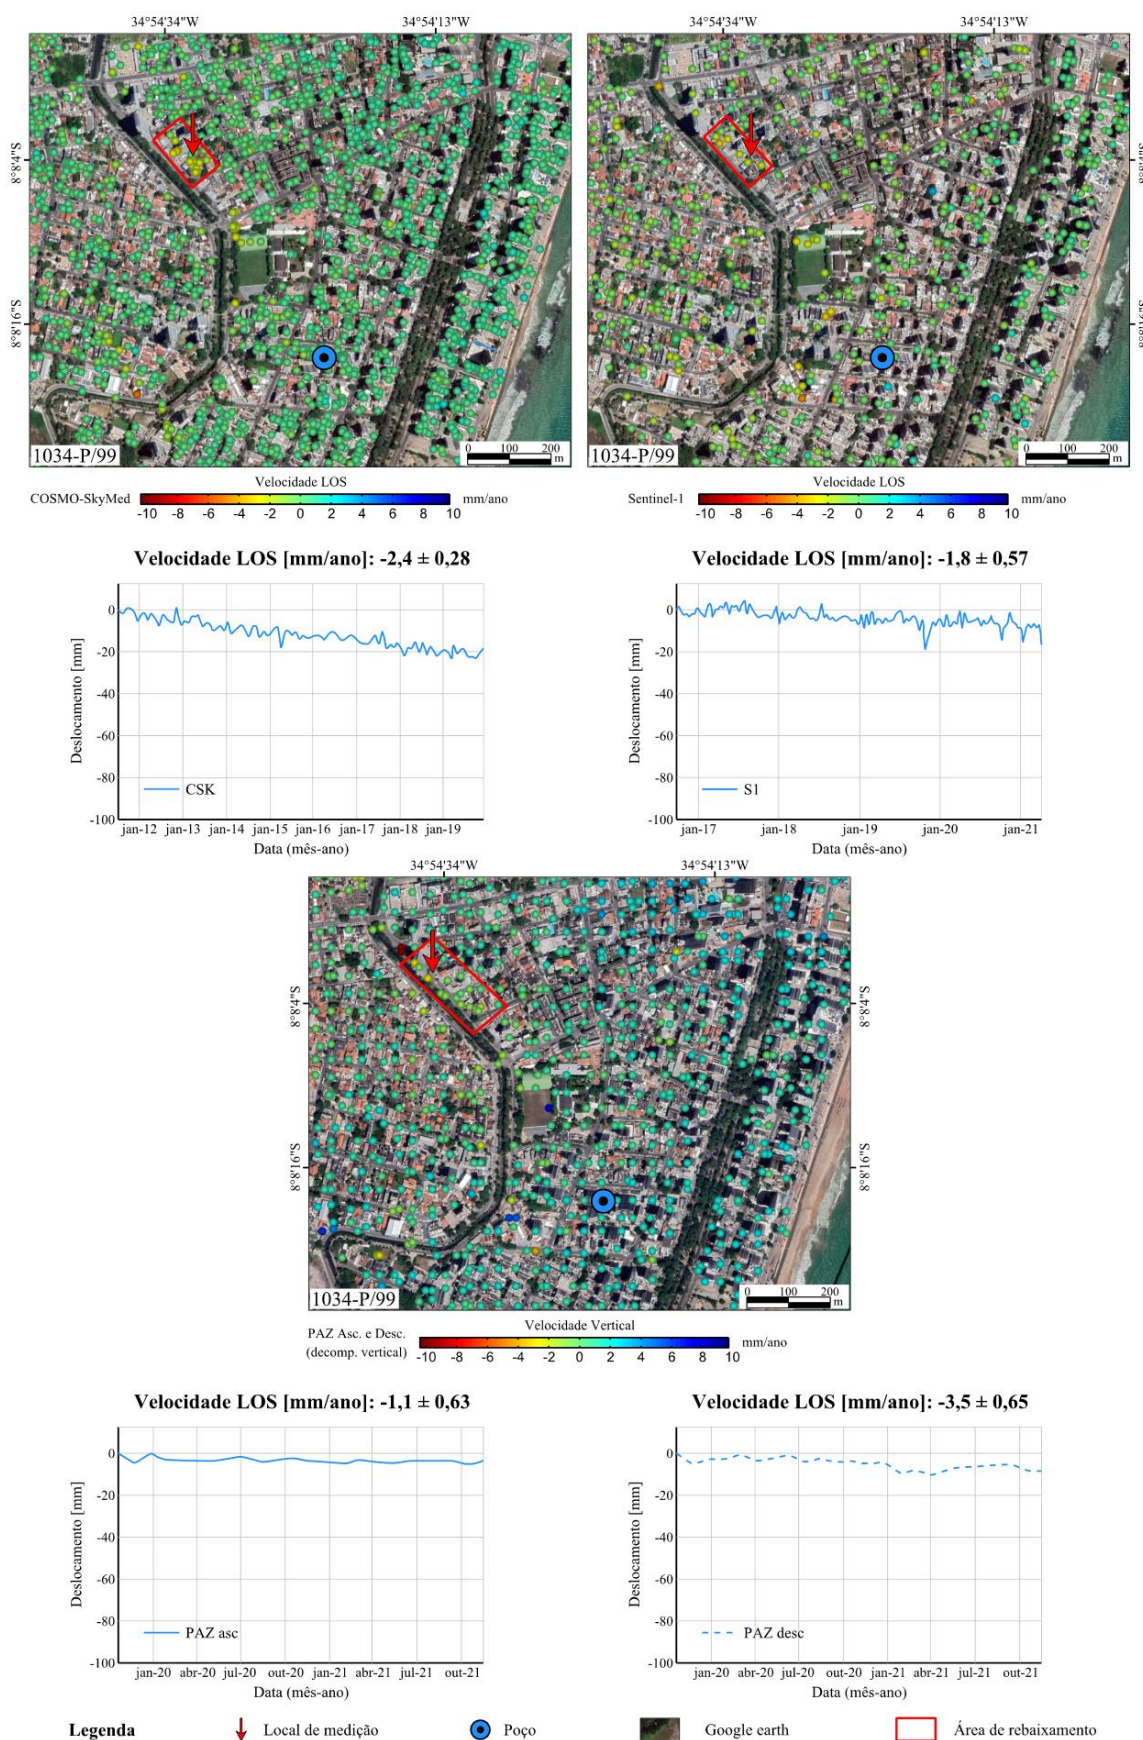 34°54'34"W 34°54'13"W 34°54'34"W 34°54'13"W
8°8'4"S 8°8'4"S
8°8'16"S 8°8'16"S
1034-P/99 0 100 200 m 1034-P/99 0 100 200 m
Velocidade LOS Velocidade LOS
COSMO-SkyMed mm/ano Sentinel-1 mm/ano
-10 -8 -6 -4 -2 0 2 4 6 8 10 -10 -8 -6 -4 -2 0 2 4 6 8 10
Velocidade LOS [mm/ano]: -2,4 ± 0,28 Velocidade LOS [mm/ano]: -1,8 ± 0,57
Deslocamento [mm] Deslocamento [mm]
0 0
-20 -20
-40 -40
-60 -60
-80 -80
CSK S1
-100 -100
jan-12 jan-13 jan-14 jan-15 jan-16 jan-17 jan-18 jan-19 jan-17 jan-18 jan-19 jan-20 jan-21
Data (mês-ano) Data (mês-ano)
34°54'34"W 34°54'13"W
8°8'4"S 8°8'4"S
8°8'16"S 8°8'16"S
1034-P/99 0 100 200 m
Velocidade Vertical
PAZ Asc. e Desc. mm/ano
(decomp. vertical) -10 -8 -6 -4 -2 0 2 4 6 8 10
Velocidade LOS [mm/ano]: -1,1 ± 0,63 Velocidade LOS [mm/ano]: -3,5 ± 0,65
Deslocamento [mm] Deslocamento [mm]
0 0
-20 -20
-40 -40
-60 -60
-80 -80
PAZ asc PAZ desc
-100 -100
jan-20 abr-20 jul-20 out-20 jan-21 abr-21 jul-21 out-21 jan-20 abr-20 jul-20 out-20 jan-21 abr-21 jul-21 out-21
Data (mês-ano) Data (mês-ano)
Legenda Local de medição Poço Google earth Área de rebaixamento